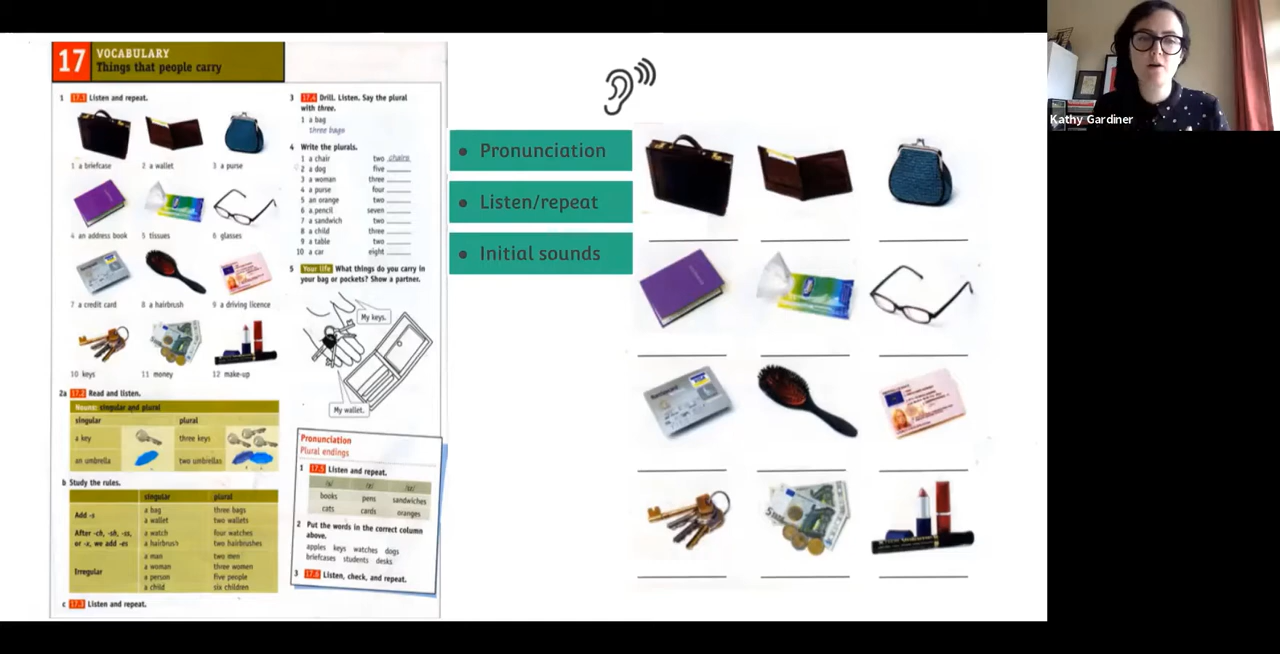 17
VOCABULARY
Things that people carry
1 17.1 Listen and repeat.
1 a briefcase
2 a wallet
3 a purse
4 an address book
5 tissues
6 glasses
7 a credit card
8 a hairbrush
9 a driving licence
10 keys
11 money
12 make-up
2a 17.2 Read and listen.
Nouns: singular and plural
singular plural
a key three keys
an umbrella two umbrellas
b Study the rules.
singular plural
Add -s
a bag three bags
a wallet two wallets
After -ch, -sh, -ss,
or -x, we add -es
a watch four watches
a hairbrush two hairbrushes
Irregular
a man two men
a woman three women
a person five people
a child six children
c 17.3 Listen and repeat.
3 17.4 Drill. Listen. Say the plural
with three.
1 a bag
three bags
4 Write the plurals.
1 a chair two chairs
2 a dog five
3 a woman three
4 a purse four
5 an orange two
6 a pencil seven
7 a sandwich two
8 a child three
9 a table two
10 a car eight
5 Your life What things do you carry in
your bag or pockets? Show a partner.
My keys.
My wallet.
Pronunciation
Plural endings
1 17.5 Listen and repeat.
/s/ /z/ /ɪz/
books pens sandwiches
cats cards oranges
2 Put the words in the correct column
above.
apples keys watches dogs
briefcases students desks
3 17.6 Listen, check, and repeat.
• Pronunciation
• Listen/repeat
• Initial sounds
Kathy Gardiner